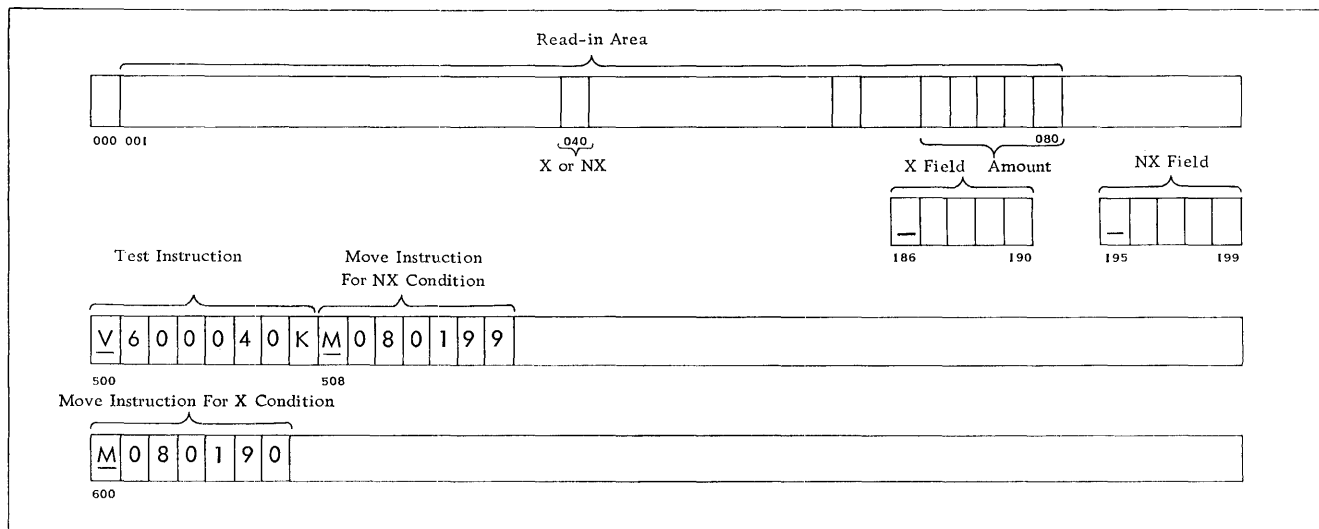 Read-in Area
000 001 040 080
X or NX
X Field Amount NX Field
186 190 195 199
Test Instruction
Move Instruction
For NX Condition
V 6 0 0 0 4 0 K M 0 8 0 1 9 9
500 508
Move Instruction For X Condition
M 0 8 0 1 9 0
600